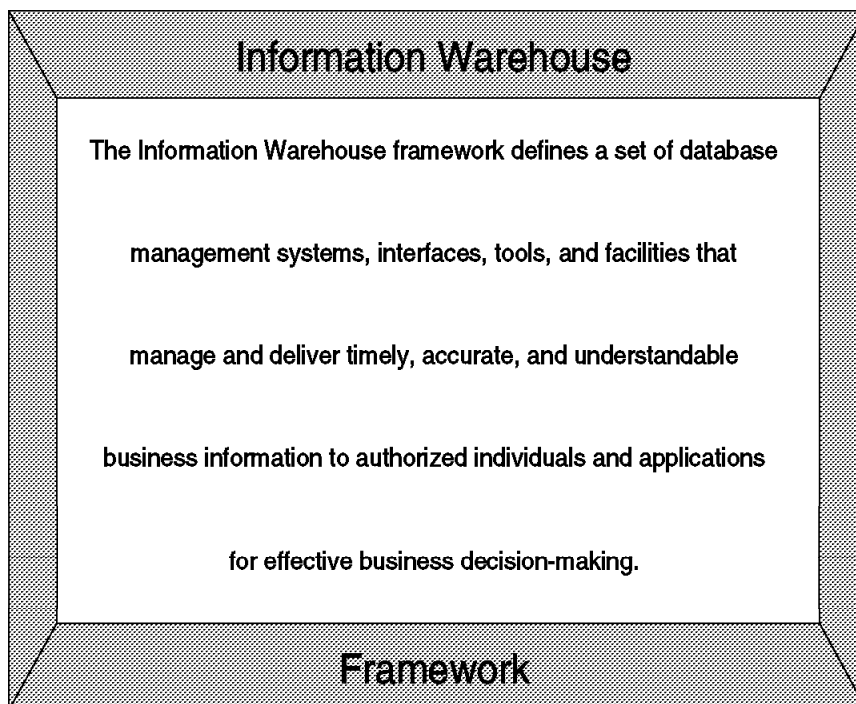 Information Warehouse
The Information Warehouse framework defines a set of database
management systems, interfaces, tools, and facilities that
manage and deliver timely, accurate, and understandable
business information to authorized individuals and applications
for effective business decision-making.
Framework